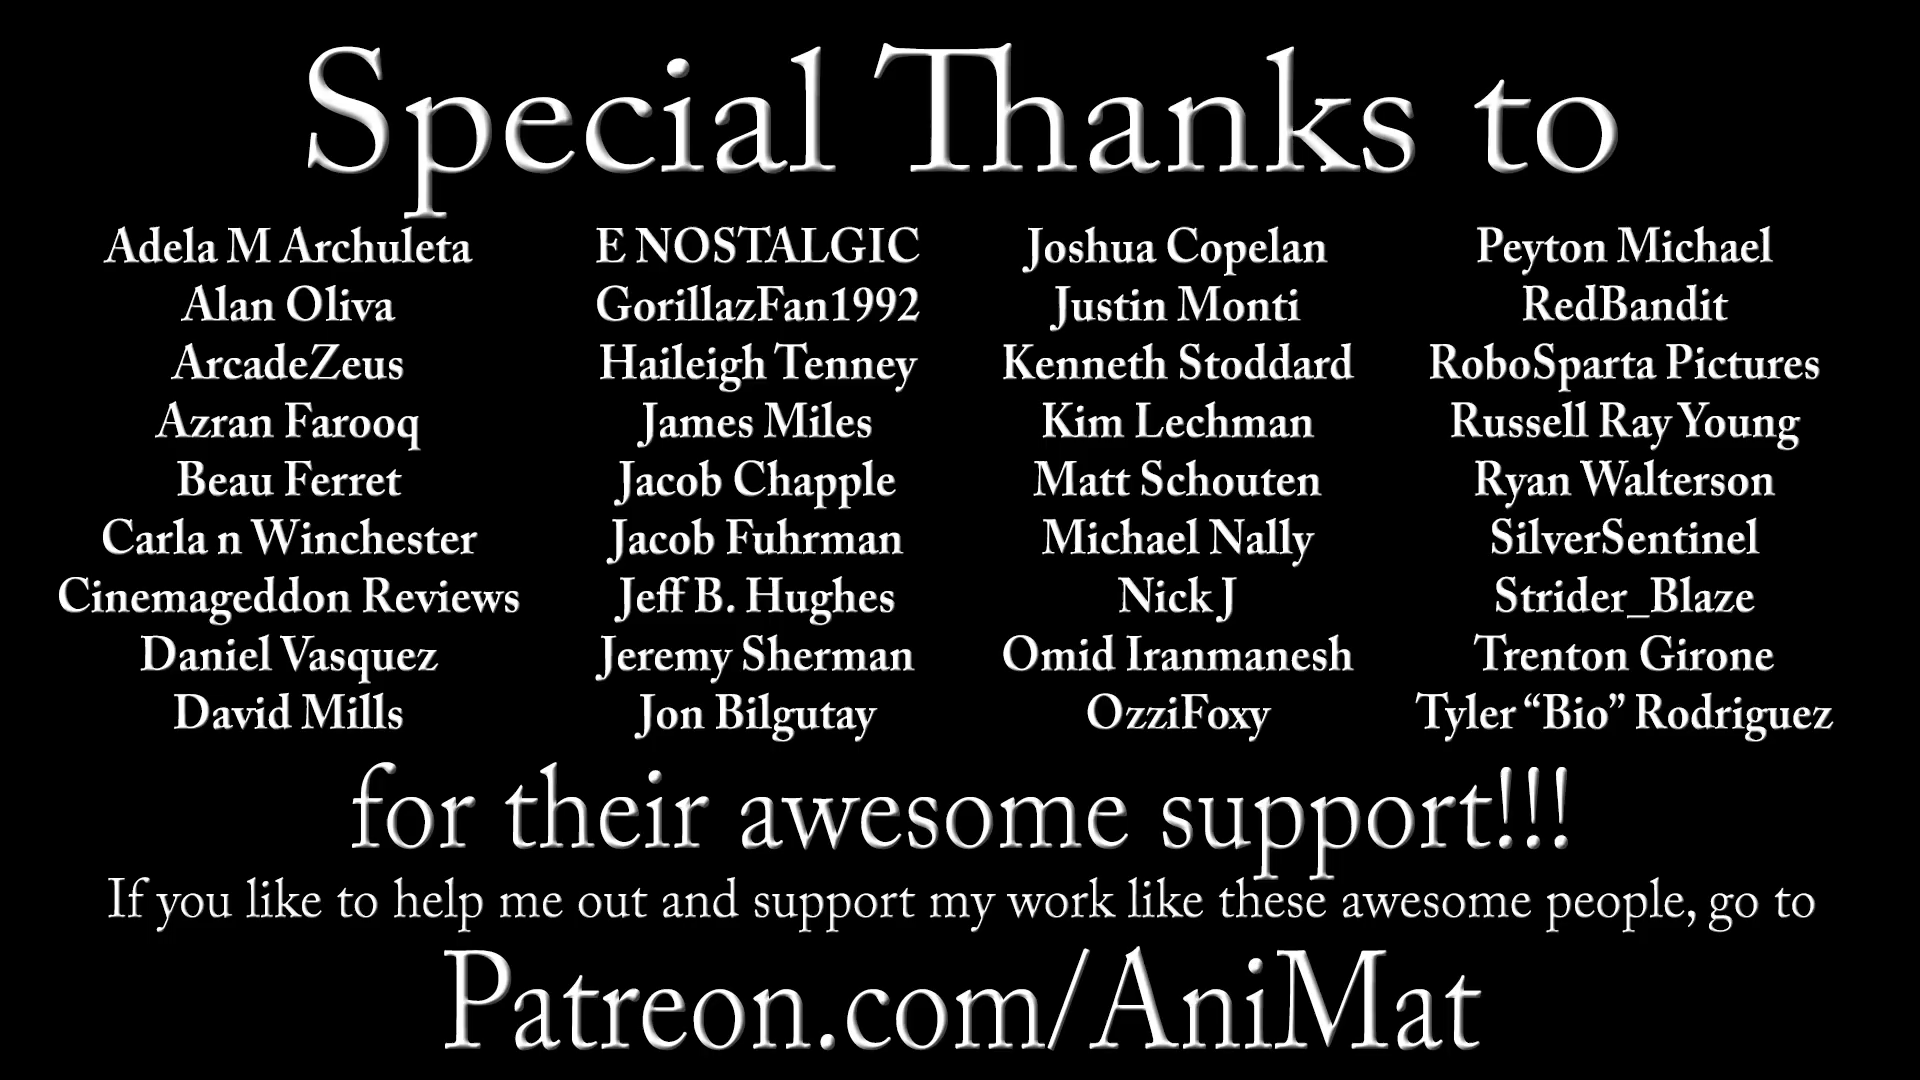 Special Thanks to
Adela M Archuleta
Alan Oliva
ArcadeZeus
Azran Farooq
Beau Ferret
Carla n Winchester
Cinemageddon Reviews
Daniel Vasquez
David Mills
E NOSTALGIC
GorillazFan1992
Haileigh Tenney
James Miles
Jacob Chapple
Jacob Fuhrman
Jeff B. Hughes
Jeremy Sherman
Jon Bilgutay
Joshua Copelan
Justin Monti
Kenneth Stoddard
Kim Lechman
Matt Schouten
Michael Nally
Nick J
Omid Iranmanesh
OzziFoxy
Peyton Michael
RedBandit
RoboSparta Pictures
Russell Ray Young
Ryan Walterson
SilverSentinel
Strider_Blaze
Trenton Girone
Tyler “Bio” Rodriguez
for their awesome support!!!
If you like to help me out and support my work like these awesome people, go to
Patreon.com/AniMat